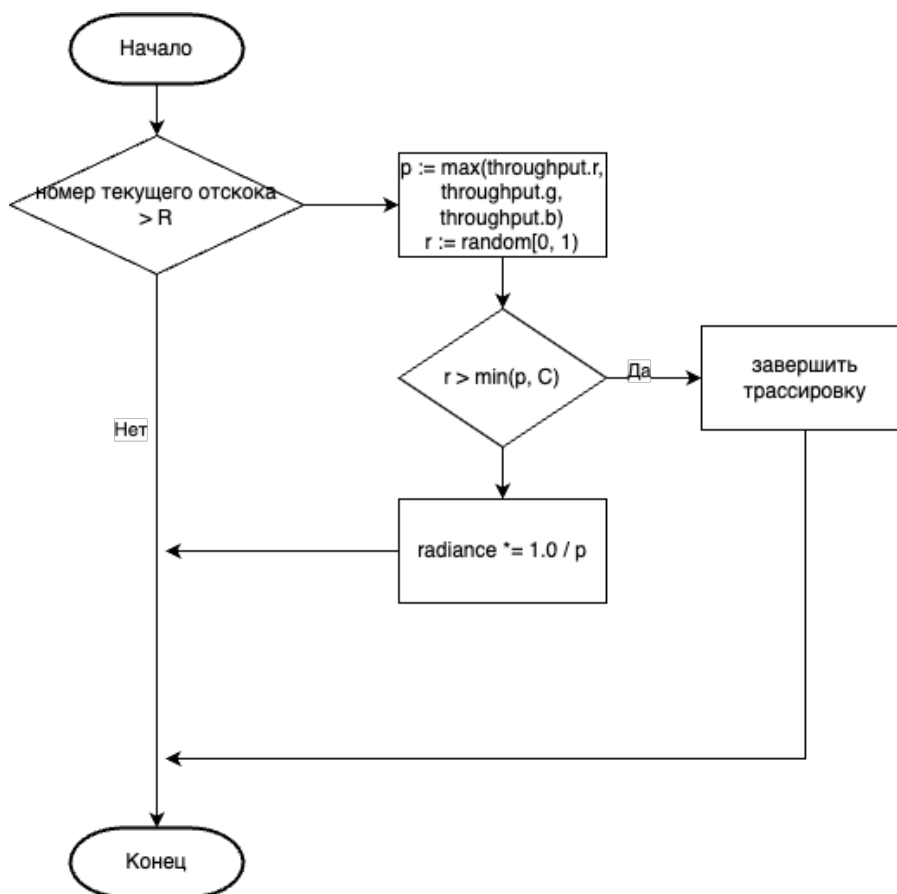 Начало
номер текущего отскока
> R
p := max(throughput.r,
throughput.g,
throughput.b)
r := random[0, 1)
r > min(p, C)
Да
завершить
трассировку
Нет
radiance *= 1.0 / p
Конец